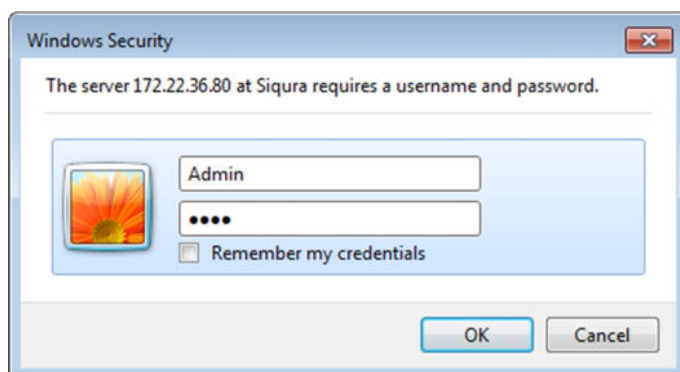 Windows Security
The server 172.22.36.80 at Siqura requires a username and password.
Admin
••••
Remember my credentials
OK
Cancel